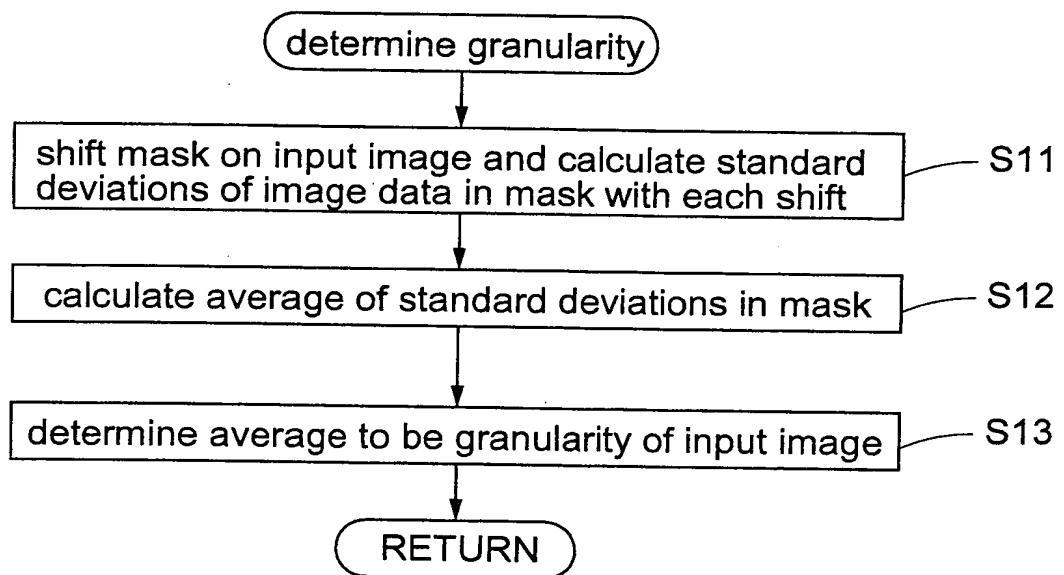 determine granularity
shift mask on input image and calculate standard
deviations of image data in mask with each shift
S11
calculate average of standard deviations in mask
S12
determine average to be granularity of input image
S13
RETURN